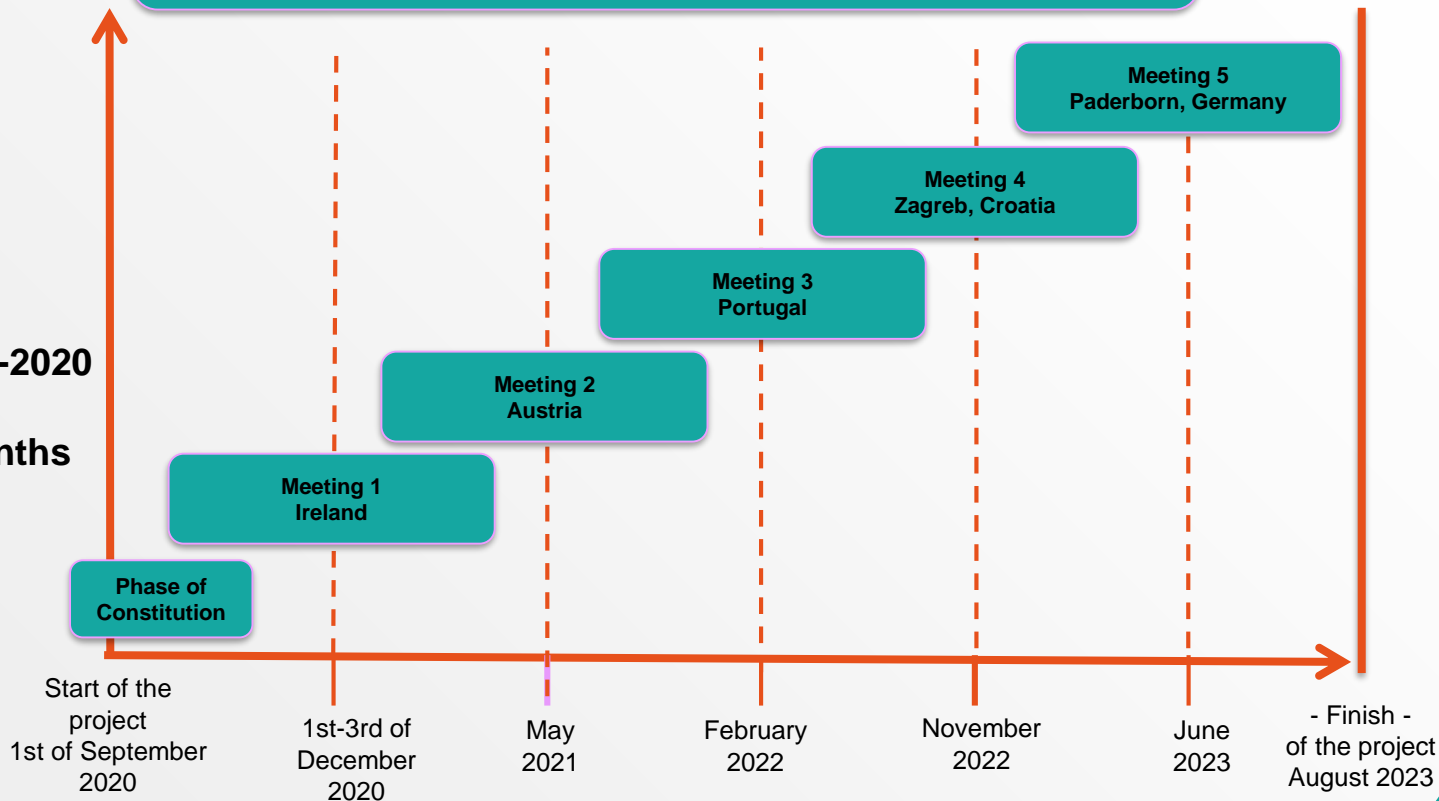 Meeting 5
Paderborn, Germany
Meeting 4
Zagreb, Croatia
Meeting 3
Portugal
-2020
Meeting 2
Austria
nths
Meeting 1
Ireland
Phase of
Constitution
Start of the
project
1st of September
2020
1st-3rd of
December
2020
May
2021
February
2022
November
2022
June
2023
- Finish -
of the project
August 2023